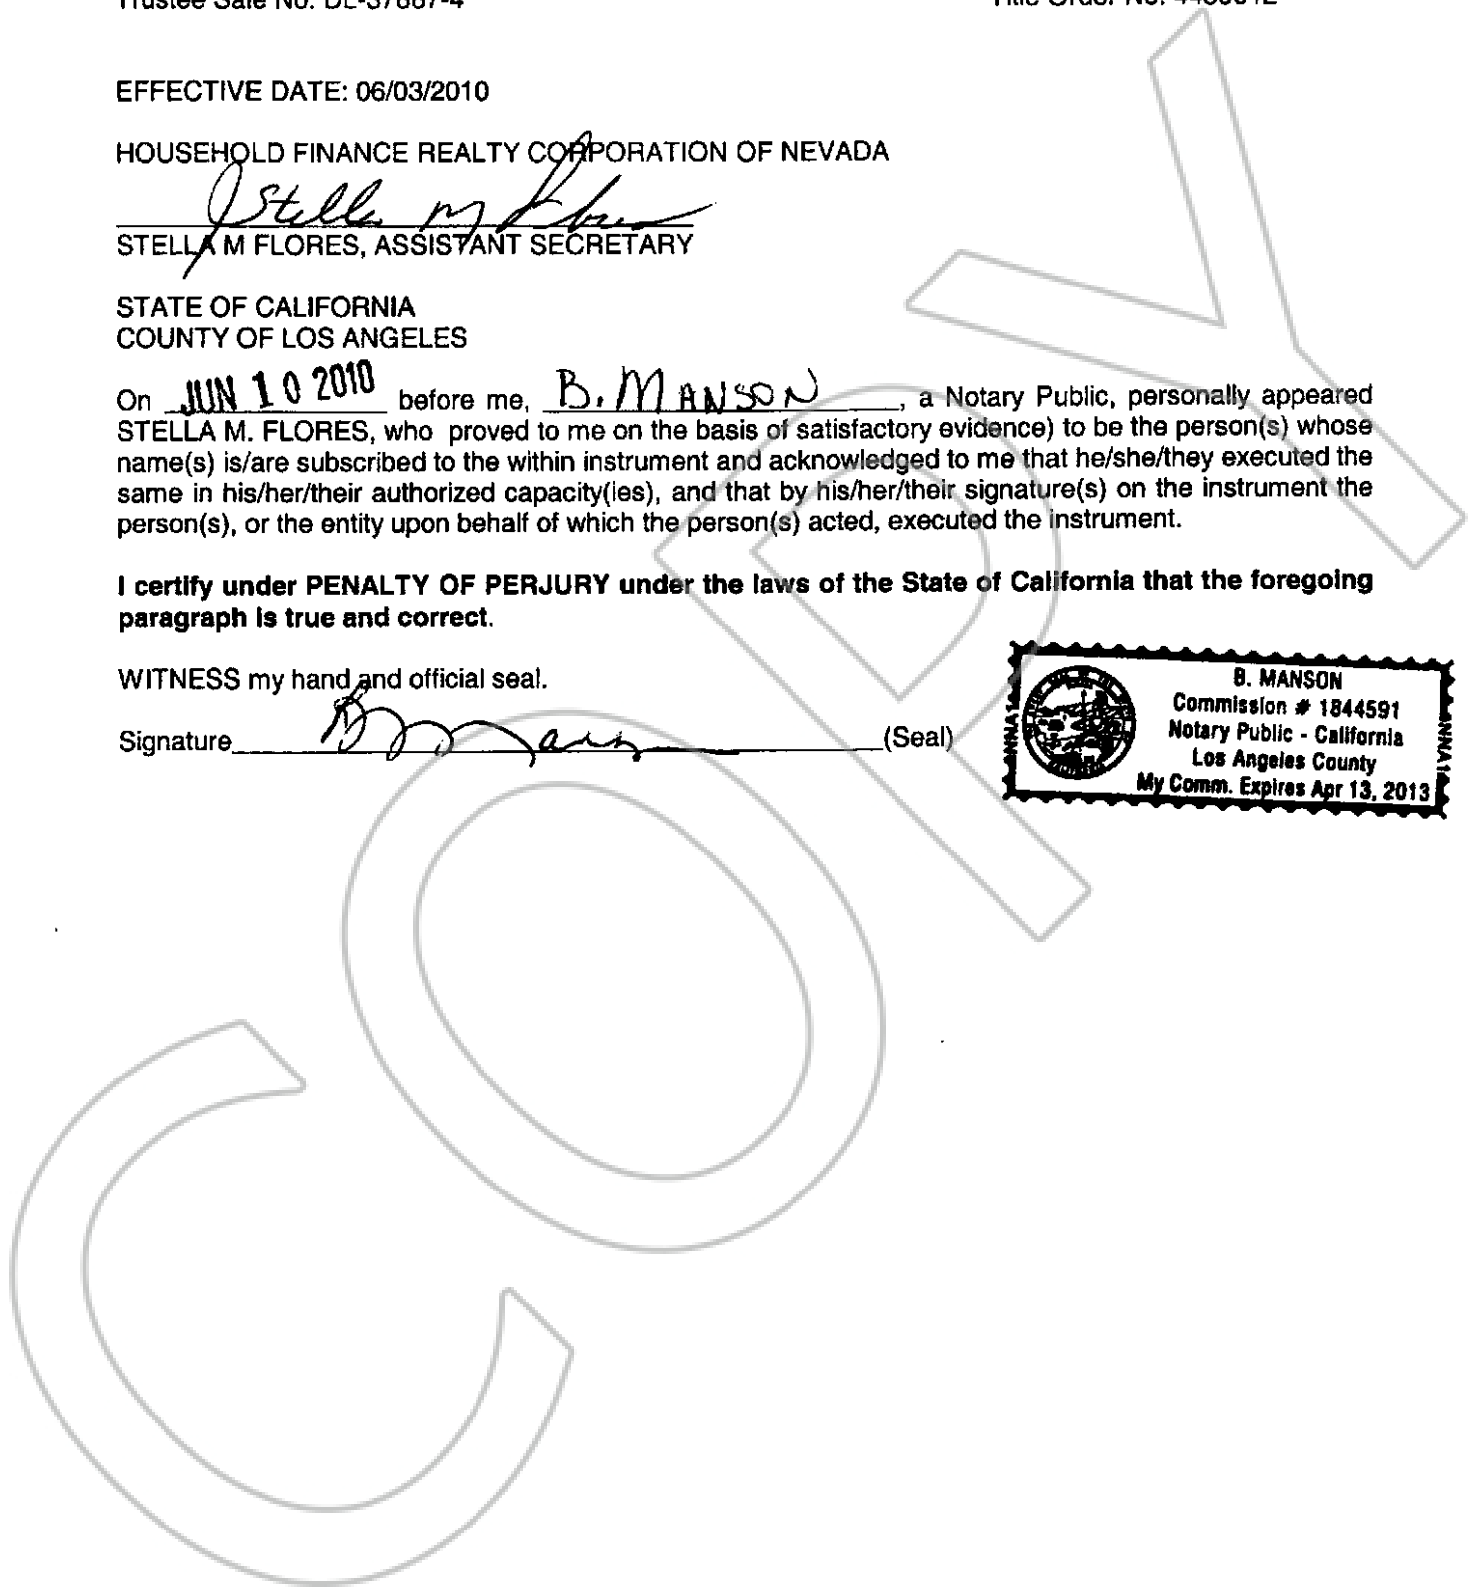 Trustee Sale No.
EFFECTIVE DATE: 06/03/2010
HOUSEHOLD FINANCE REALTY CORPORATION OF NEVADA
Stella M Flores
STELLA M FLORES, ASSISTANT SECRETARY
STATE OF CALIFORNIA
COUNTY OF LOS ANGELES
On JUN 10 2010 before me, B. MANSON, a Notary Public, personally appeared
STELLA M. FLORES, who proved to me on the basis of satisfactory evidence) to be the person(s) whose
name(s) is/are subscribed to the within instrument and acknowledged to me that he/she/they executed the
same in his/her/their authorized capacity(ies), and that by his/her/their signature(s) on the instrument the
person(s), or the entity upon behalf of which the person(s) acted, executed the instrument.
I certify under PENALTY OF PERJURY under the laws of the State of California that the foregoing
paragraph is true and correct.
WITNESS my hand and official seal.
Signature B Manson (Seal)
B. MANSON
Commission # 1844591
Notary Public - California
Los Angeles County
My Comm. Expires Apr 13, 2013
COPY